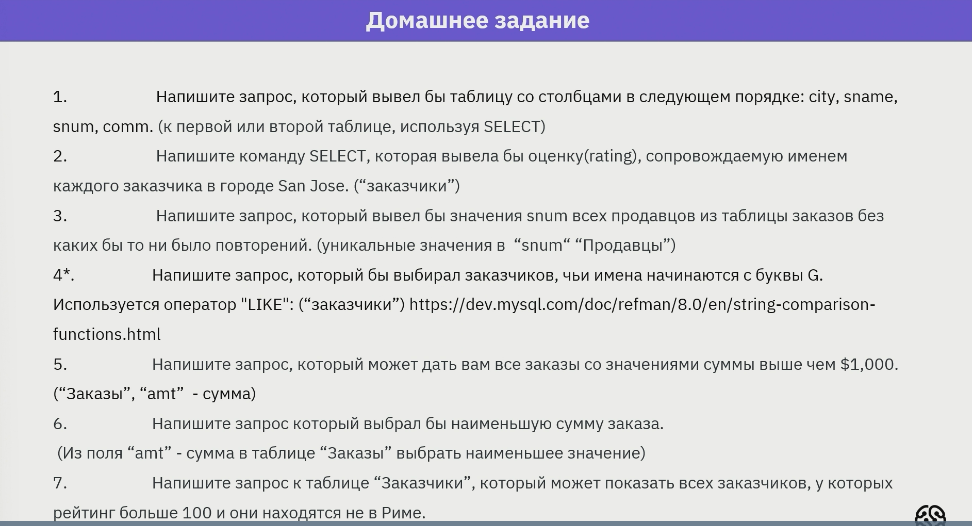 Домашнее задание
1. Напишите запрос, который вывел бы таблицу со столбцами в следующем порядке: city, sname,
snum, comm. (к первой или второй таблице, используя SELECT)
2. Напишите команду SELECT, которая вывела бы оценку(rating), сопровождаемую именем
каждого заказчика в городе San Jose. (“заказчики”)
3. Напишите запрос, который вывел бы значения snum всех продавцов из таблицы заказов без
каких бы то ни было повторений. (уникальные значения в “snum“ “Продавцы”)
4*. Напишите запрос, который бы выбирал заказчиков, чьи имена начинаются с буквы G.
Используется оператор "LIKE": (“заказчики”) https://dev.mysql.com/doc/refman/8.0/en/string-comparison-
functions.html
5. Напишите запрос, который может дать вам все заказы со значениями суммы выше чем $1,000.
(“Заказы”, “amt” - сумма)
6. Напишите запрос который выбрал бы наименьшую сумму заказа.
(Из поля “amt” - сумма в таблице “Заказы” выбрать наименьшее значение)
7. Напишите запрос к таблице “Заказчики”, который может показать всех заказчиков, у которых
рейтинг больше 100 и они находятся не в Риме.